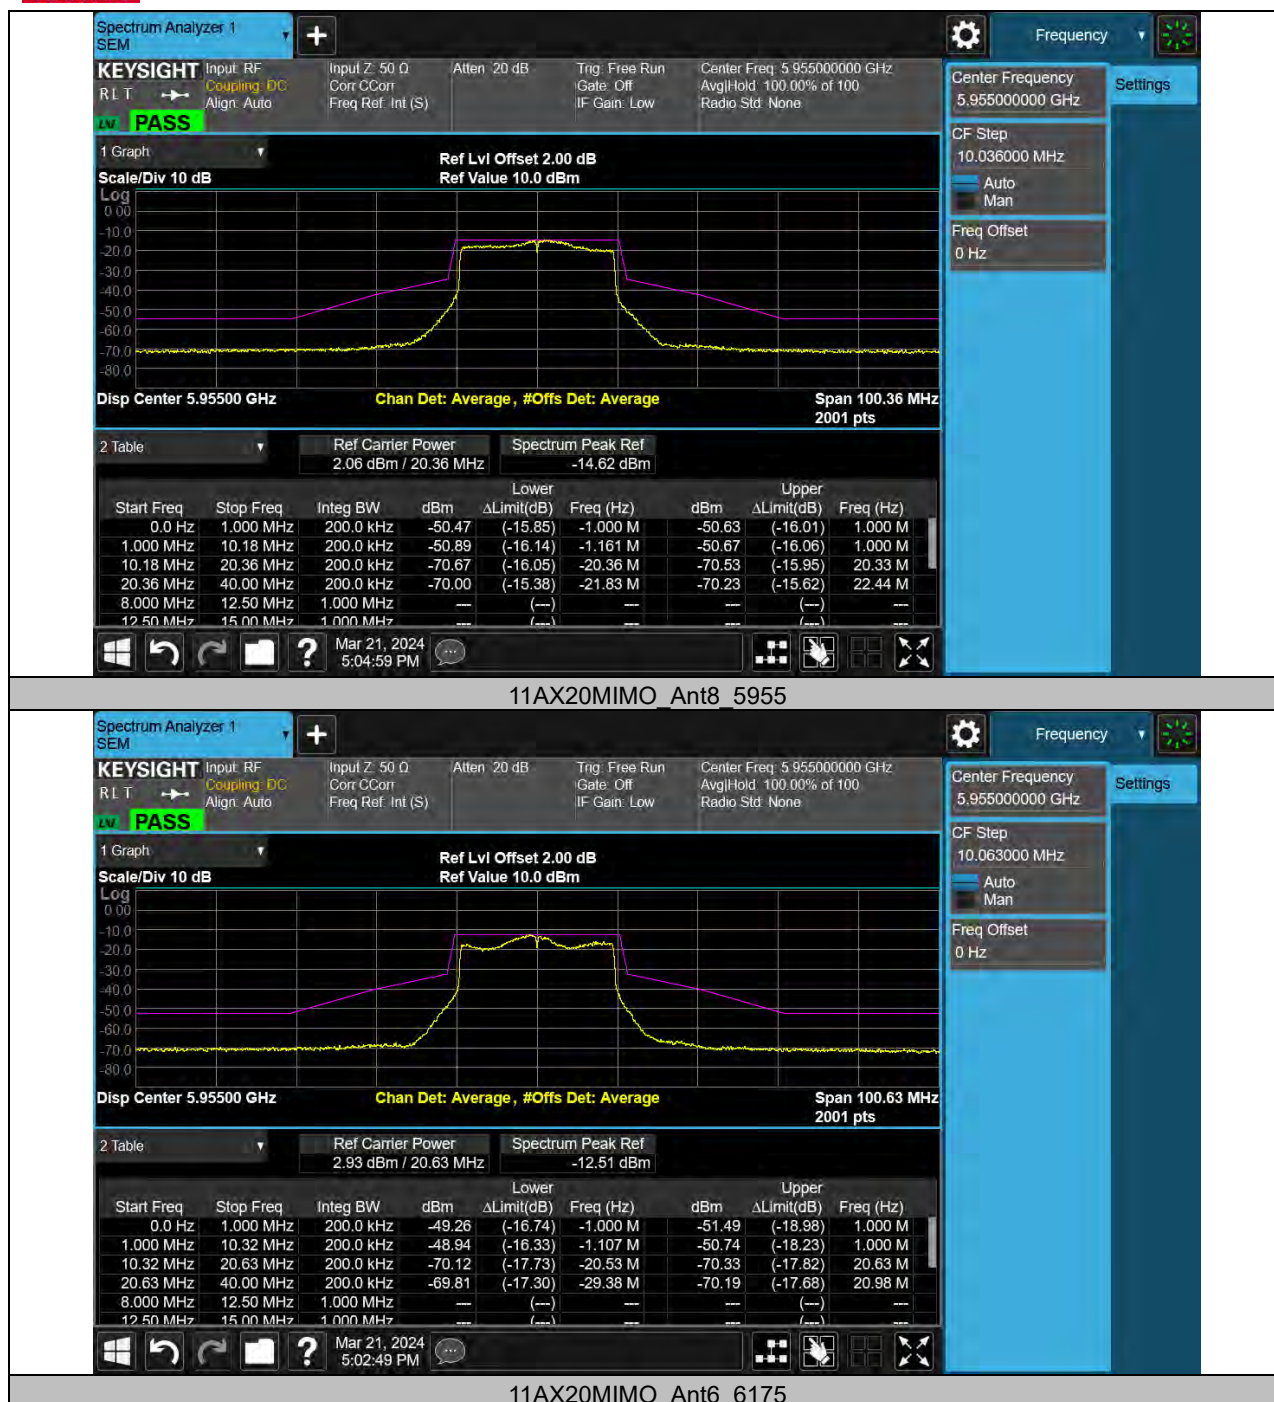 Spectrum Analyzer 1
SEM
Frequency
KEYSIGHT
RLT
PASS
Input: RF
Coupling: DC
Align: Auto
Input Z: 50 Ω
Corr CCorr
Freq Ref: Int (S)
Atten: 20 dB
Trig: Free Run
Gate: Off
IF Gain: Low
Center Freq: 5.955000000 GHz
Avg|Hold: 100.00% of 100
Radio Std: None
Center Frequency
5.955000000 GHz
Settings
CF Step
10.036000 MHz
Auto
Man
Freq Offset
0 Hz
1 Graph
Scale/Div 10 dB
Ref Lvl Offset 2.00 dB
Ref Value 10.0 dBm
Log
0.00
-10.0
-20.0
-30.0
-40.0
-50.0
-60.0
-70.0
-80.0
Disp Center 5.95500 GHz
Chan Det: Average, #Offs Det: Average
Span 100.36 MHz
2001 pts
2 Table
Ref Carrier Power
2.06 dBm / 20.36 MHz
Spectrum Peak Ref
-14.62 dBm
Lower Upper
Start Freq Stop Freq Integ BW dBm ΔLimit(dB) Freq (Hz) dBm ΔLimit(dB) Freq (Hz)
0.0 Hz 1.000 MHz 200.0 kHz -50.47 (-15.85) -1.000 M -50.63 (-16.01) 1.000 M
1.000 MHz 10.18 MHz 200.0 kHz -50.89 (-16.14) -1.161 M -50.67 (-16.06) 1.000 M
10.18 MHz 20.36 MHz 200.0 kHz -70.67 (-16.05) -20.36 M -70.53 (-15.95) 20.33 M
20.36 MHz 40.00 MHz 200.0 kHz -70.00 (-15.38) -21.83 M -70.23 (-15.62) 22.44 M
8.000 MHz 12.50 MHz 1.000 MHz --- (---) --- --- (---) ---
12.50 MHz 15.00 MHz 1.000 MHz --- (---) --- --- (---) ---
Mar 21, 2024
5:04:59 PM
11AX20MIMO_Ant8_5955
Spectrum Analyzer 1
SEM
Frequency
KEYSIGHT
RLT
PASS
Input: RF
Coupling: DC
Align: Auto
Input Z: 50 Ω
Corr CCorr
Freq Ref: Int (S)
Atten: 20 dB
Trig: Free Run
Gate: Off
IF Gain: Low
Center Freq: 5.955000000 GHz
Avg|Hold: 100.00% of 100
Radio Std: None
Center Frequency
5.955000000 GHz
Settings
CF Step
10.063000 MHz
Auto
Man
Freq Offset
0 Hz
1 Graph
Scale/Div 10 dB
Ref Lvl Offset 2.00 dB
Ref Value 10.0 dBm
Log
0.00
-10.0
-20.0
-30.0
-40.0
-50.0
-60.0
-70.0
-80.0
Disp Center 5.95500 GHz
Chan Det: Average, #Offs Det: Average
Span 100.63 MHz
2001 pts
2 Table
Ref Carrier Power
2.93 dBm / 20.63 MHz
Spectrum Peak Ref
-12.51 dBm
Lower Upper
Start Freq Stop Freq Integ BW dBm ΔLimit(dB) Freq (Hz) dBm ΔLimit(dB) Freq (Hz)
0.0 Hz 1.000 MHz 200.0 kHz -49.26 (-16.74) -1.000 M -51.49 (-18.98) 1.000 M
1.000 MHz 10.32 MHz 200.0 kHz -48.94 (-16.33) -1.107 M -50.74 (-18.23) 1.000 M
10.32 MHz 20.63 MHz 200.0 kHz -70.12 (-17.73) -20.53 M -70.33 (-17.82) 20.63 M
20.63 MHz 40.00 MHz 200.0 kHz -69.81 (-17.30) -29.38 M -70.19 (-17.68) 20.98 M
8.000 MHz 12.50 MHz 1.000 MHz --- (---) --- --- (---) ---
12.50 MHz 15.00 MHz 1.000 MHz --- (---) --- --- (---) ---
Mar 21, 2024
5:02:49 PM
11AX20MIMO_Ant6_6175